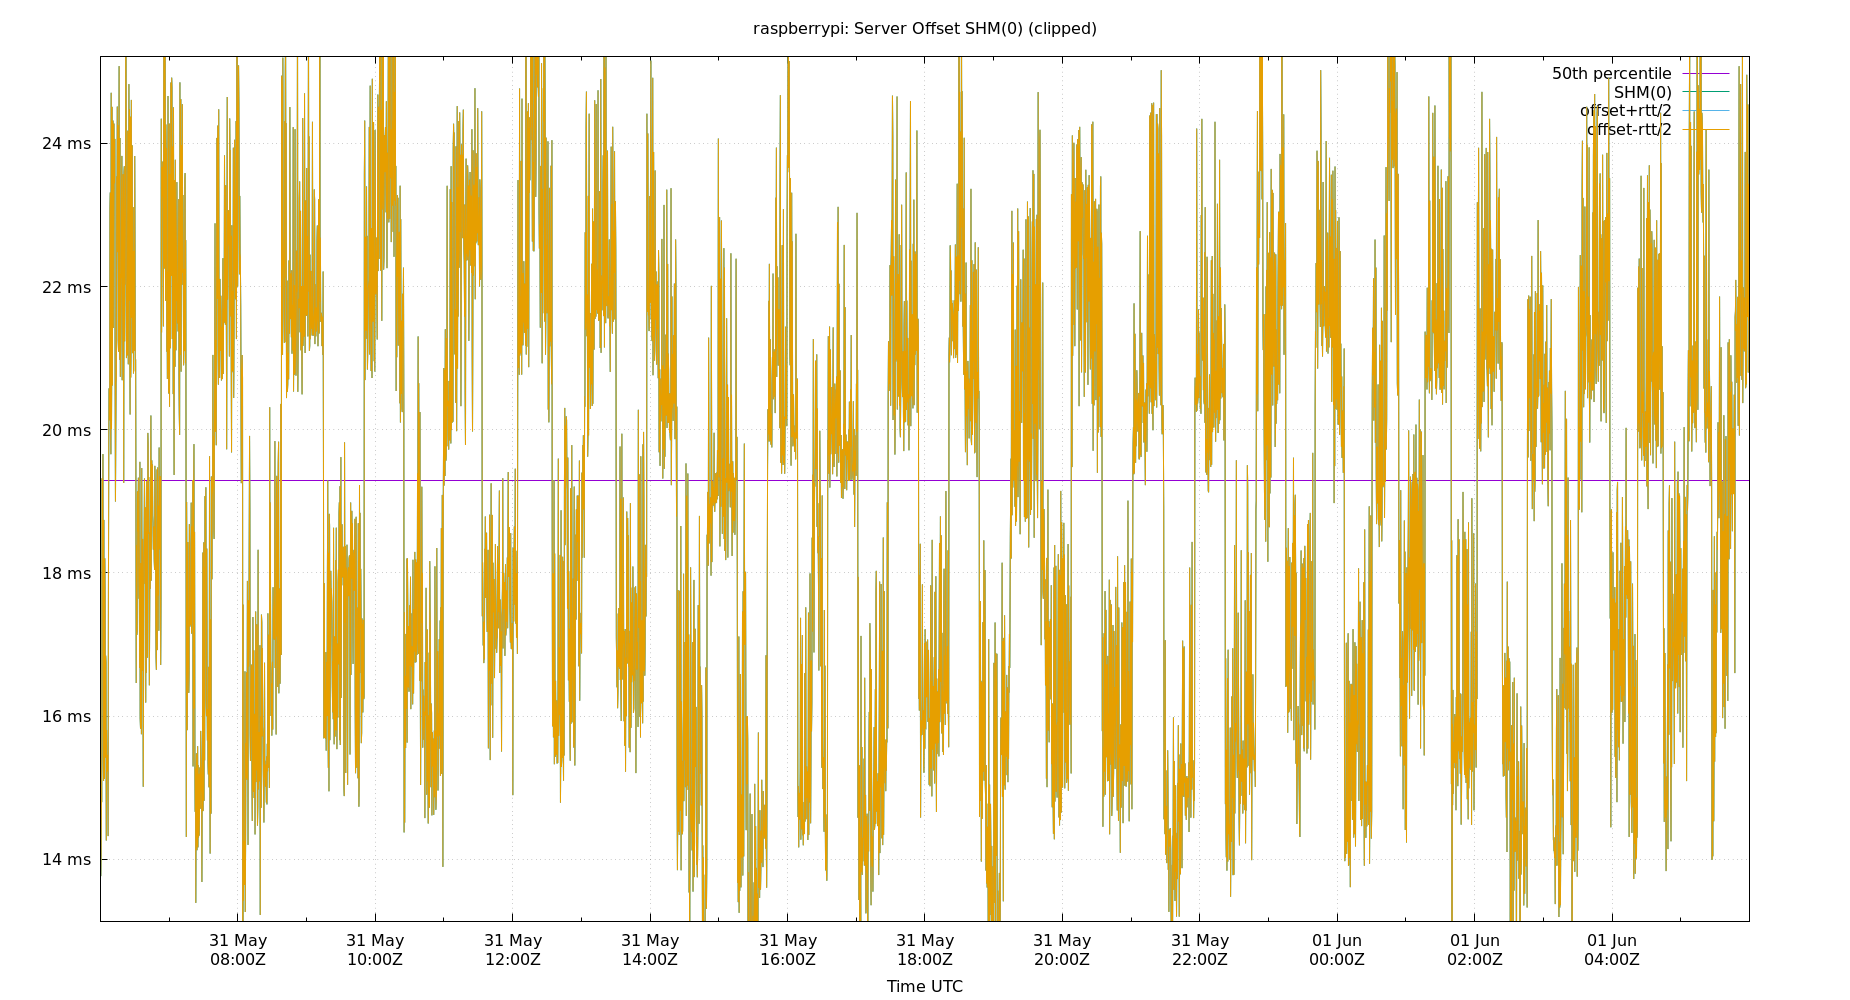 raspberrypi: Server Offset SHM(0) (clipped)
50th percentile
SHM(0)
offset+rtt/2
offset-rtt/2
24 ms
22 ms
20 ms
18 ms
16 ms
14 ms
31 May 31 May 31 May 31 May 31 May 31 May 31 May 31 May 01 Jun 01 Jun 01 Jun
08:00Z 10:00Z 12:00Z 14:00Z 16:00Z 18:00Z 20:00Z 22:00Z 00:00Z 02:00Z 04:00Z
Time UTC